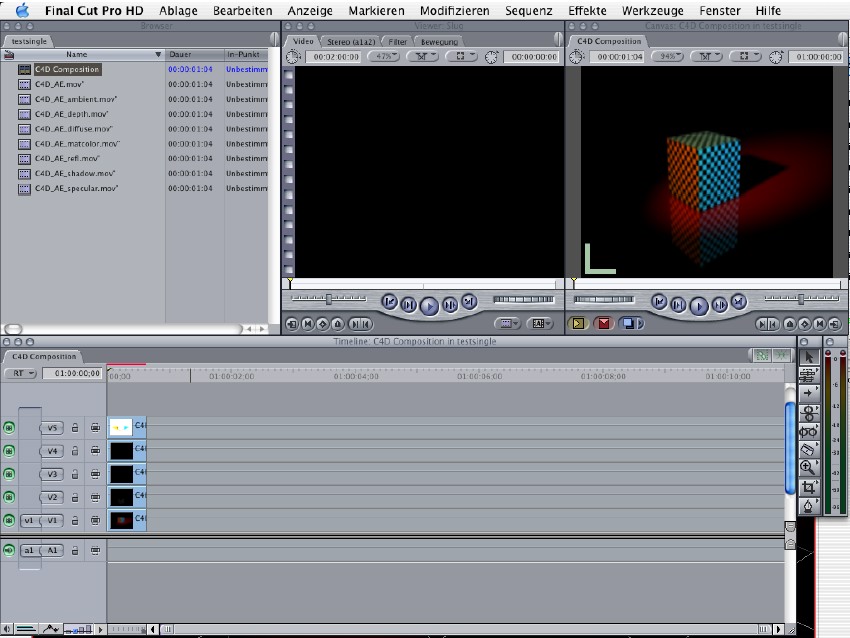 Final Cut Pro HD Ablage Bearbeiten Anzeige Markieren Modifizieren Sequenz Effekte Werkzeuge Fenster Hilfe
Browser
Viewer: Slug
Canvas: C4D Composition in testsingle
testsingle
Video Stereo (a1a2) Filter Bewegung
C4D Composition
Name Dauer In-Punkt
00:02:00:00 47% 00:00:00:00
00:00:01:04 94% 01:00:00:00
C4D Composition 00:00:01:04 Unbestimm
C4D_AE.mov" 00:00:01:04 Unbestimm
C4D_AE_ambient.mov" 00:00:01:04 Unbestimm
C4D_AE_depth.mov" 00:00:01:04 Unbestimm
C4D_AE_diffuse.mov" 00:00:01:04 Unbestimm
C4D_AE_matcolor.mov" 00:00:01:04 Unbestimm
C4D_AE_refl.mov" 00:00:01:04 Unbestimm
C4D_AE_shadow.mov" 00:00:01:04 Unbestimm
C4D_AE_specular.mov" 00:00:01:04 Unbestimm
Timeline: C4D Composition in testsingle
C4D Composition
RT 01:00:00:00 00:00 01:00:02:00 01:00:04:00 01:00:06:00 01:00:08:00 01:00:10:00
V5 C4
V4 C4
V3 C4
V2 C4
v1 V1 C4
a1 A1